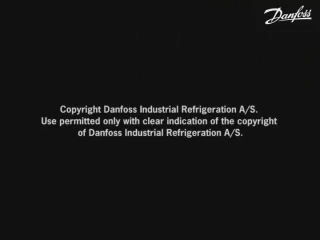 Danfoss
Copyright Danfoss Industrial Refrigeration A/S.
Use permitted only with clear indication of the copyright
of Danfoss Industrial Refrigeration A/S.